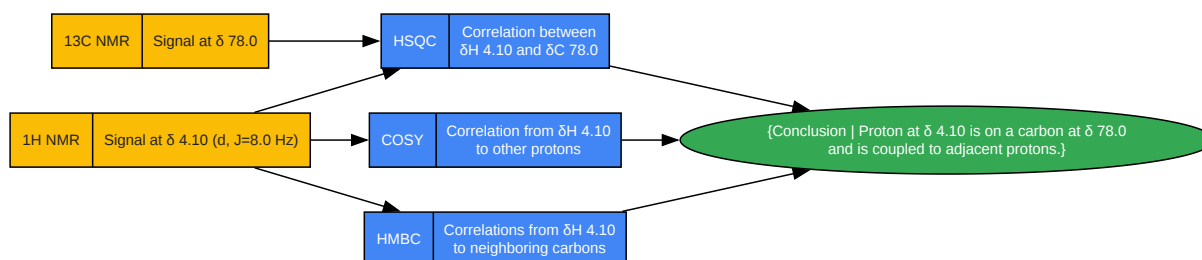 13C NMR
Signal at δ 78.0
HSQC
Correlation between
δH 4.10 and δC 78.0
1H NMR
Signal at δ 4.10 (d, J=8.0 Hz)
COSY
Correlation from δH 4.10
to other protons
{Conclusion | Proton at δ 4.10 is on a carbon at δ 78.0
and is coupled to adjacent protons.}
HMBC
Correlations from δH 4.10
to neighboring carbons